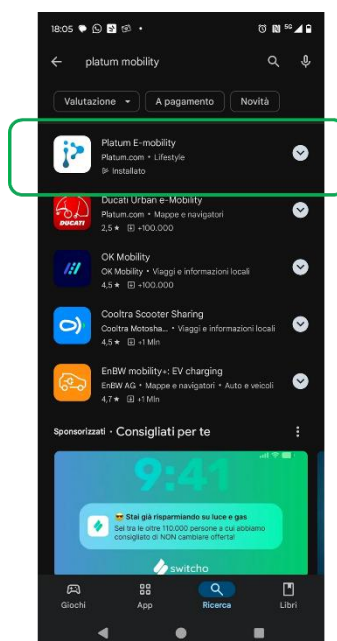 18:05
5G
platum mobility
Valutazione
A pagamento
Novità
Platum E-mobility
Platum.com • Lifestyle
Installato
Ducati Urban e-Mobility
Platum.com • Mappe e navigatori
2,5★ +100.000
DUCATI
OK Mobility
OK Mobility • Viaggi e informazioni locali
4,5★ +100.000
Cooltra Scooter Sharing
Cooltra Motosha... • Viaggi e informazioni locali
4,5★ +1 Mln
EnBW mobility+: EV charging
EnBW AG • Mappe e navigatori • Auto e veicoli
4,7★ +1 Mln
Sponsorizzati • Consigliati per te
9:41
Stai già risparmiando su luce e gas
Sei tra le oltre 110.000 persone a cui abbiamo
consigliato di NON cambiare offerta!
switcho
Giochi
App
Ricerca
Libri